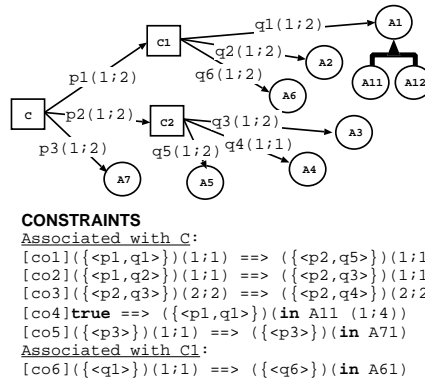 q1(1;2)
A1
C1
q2(1;2)
A2
q6(1;2)
A11
A12
p1(1;2)
A6
C
p2(1;2)
C2
q3(1;2)
A3
p3(1;2)
q5(1;2)
q4(1;1)
A4
A7
A5
CONSTRAINTS
Associated with C:
[co1]({<p1,q1>})(1;1) ==> ({<p2,q5>})(1;1
[co2]({<p1,q2>})(1;1) ==> ({<p2,q3>})(1;1
[co3]({<p2,q3>})(2;2) ==> ({<p2,q4>})(2;2
[co4]true ==> ({<p1,q1>})(in A11 (1;4))
[co5]({<p3>})(1;1) ==> ({<p3>})(in A71)
Associated with C1:
[co6]({<q1>})(1;1) ==> ({<q6>})(in A61)